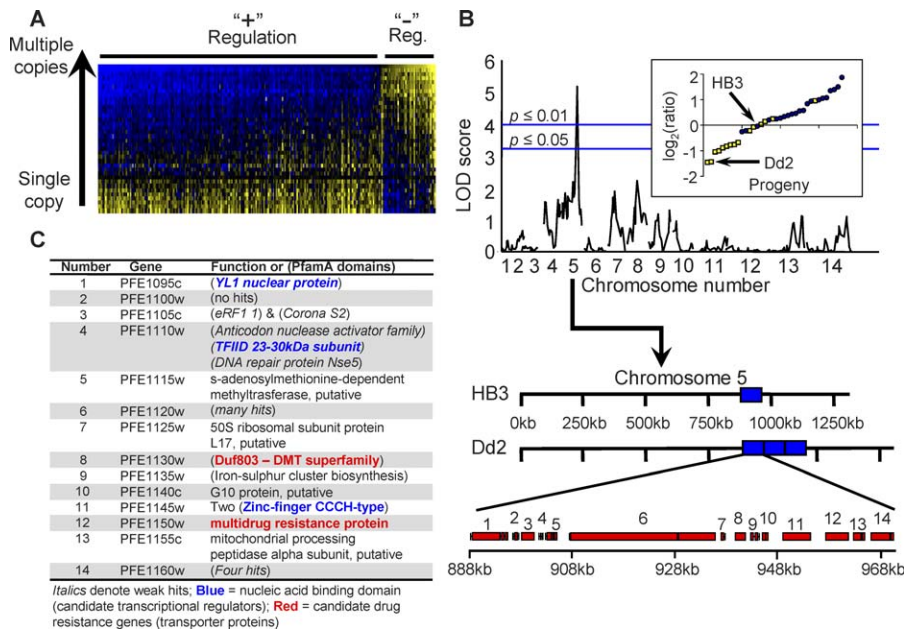 A
"+"
Regulation
"–"
Reg.
Multiple
copies
Single
copy
B
LOD score
6
5
4
3
2
1
0
p ≤ 0.01
p ≤ 0.05
HB3
Dd2
log2(ratio)
2
1
0
-1
-2
Progeny
1 2 3 4 5 6 7 8 9 10 11 12 13 14
Chromosome number
Chromosome 5
HB3
0kb 250kb 500kb 750kb 1000kb 1250kb
Dd2
1 2 3 4 5 6 7 8 9 10 11 12 13 14
888kb 908kb 928kb 948kb 968kb
C
Number Gene Function or (PfamA domains)
1 PFE1095c (YL1 nuclear protein)
2 PFE1100w (no hits)
3 PFE1105c (eRF1 1) & (Corona S2)
4 PFE1110w (Anticodon nuclease activator family)
(TFIID 23-30kDa subunit)
(DNA repair protein Nse5)
5 PFE1115w s-adenosylmethionine-dependent
methyltrasferase, putative
6 PFE1120w (many hits)
7 PFE1125w 50S ribosomal subunit protein
L17, putative
8 PFE1130w (Duf803 – DMT superfamily)
9 PFE1135w (Iron-sulphur cluster biosynthesis)
10 PFE1140c G10 protein, putative
11 PFE1145w Two (Zinc-finger CCCH-type)
12 PFE1150w multidrug resistance protein
13 PFE1155c mitochondrial processing
peptidase alpha subunit, putative
14 PFE1160w (Four hits)
Italics denote weak hits; Blue = nucleic acid binding domain
(candidate transcriptional regulators); Red = candidate drug
resistance genes (transporter proteins)